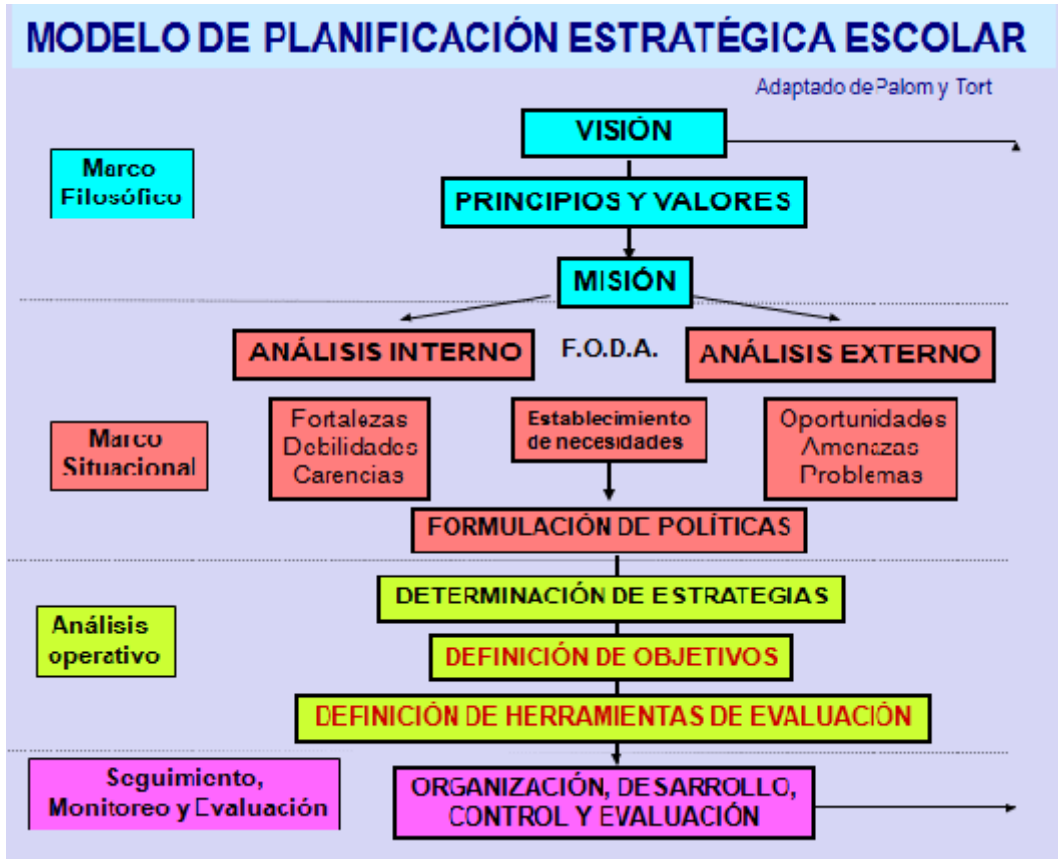 MODELO DE PLANIFICACIÓN ESTRATÉGICA ESCOLAR
Adaptado de Palom y Tort
VISIÓN
Marco
Filosófico
PRINCIPIOS Y VALORES
MISIÓN
ANÁLISIS INTERNO
F.O.D.A.
ANÁLISIS EXTERNO
Marco
Situacional
Fortalezas
Debilidades
Carencias
Establecimiento
de necesidades
Oportunidades
Amenazas
Problemas
FORMULACIÓN DE POLÍTICAS
Análisis
operativo
DETERMINACIÓN DE ESTRATEGIAS
DEFINICIÓN DE OBJETIVOS
DEFINICIÓN DE HERRAMIENTAS DE EVALUACIÓN
Seguimiento,
Monitoreo y Evaluación
ORGANIZACIÓN, DESARROLLO,
CONTROL Y EVALUACIÓN